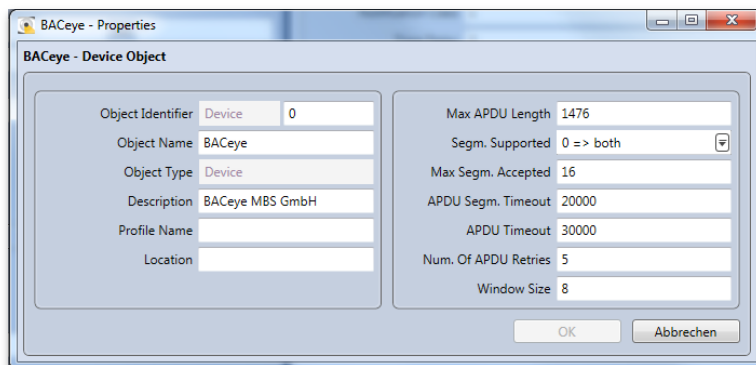 BACeye - Properties
BACeye - Device Object
Object Identifier Device 0
Object Name BACeye
Object Type Device
Description BACeye MBS GmbH
Profile Name
Location
Max APDU Length 1476
Segm. Supported 0 => both
Max Segm. Accepted 16
APDU Segm. Timeout 20000
APDU Timeout 30000
Num. Of APDU Retries 5
Window Size 8
OK Abbrechen